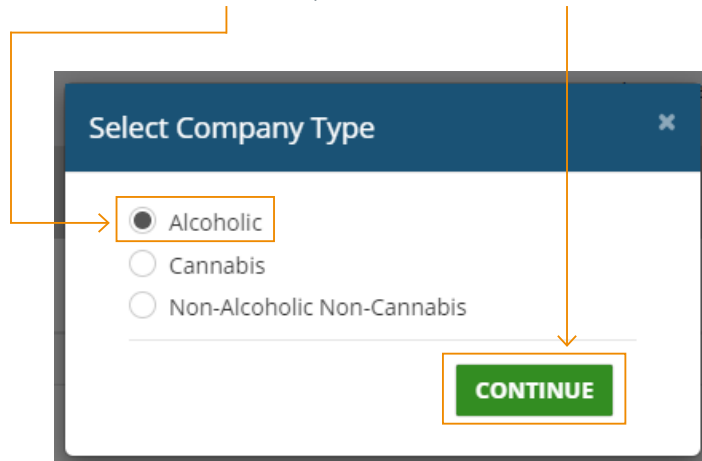 Select Company Type
Alcoholic
Cannabis
Non-Alcoholic Non-Cannabis
CONTINUE